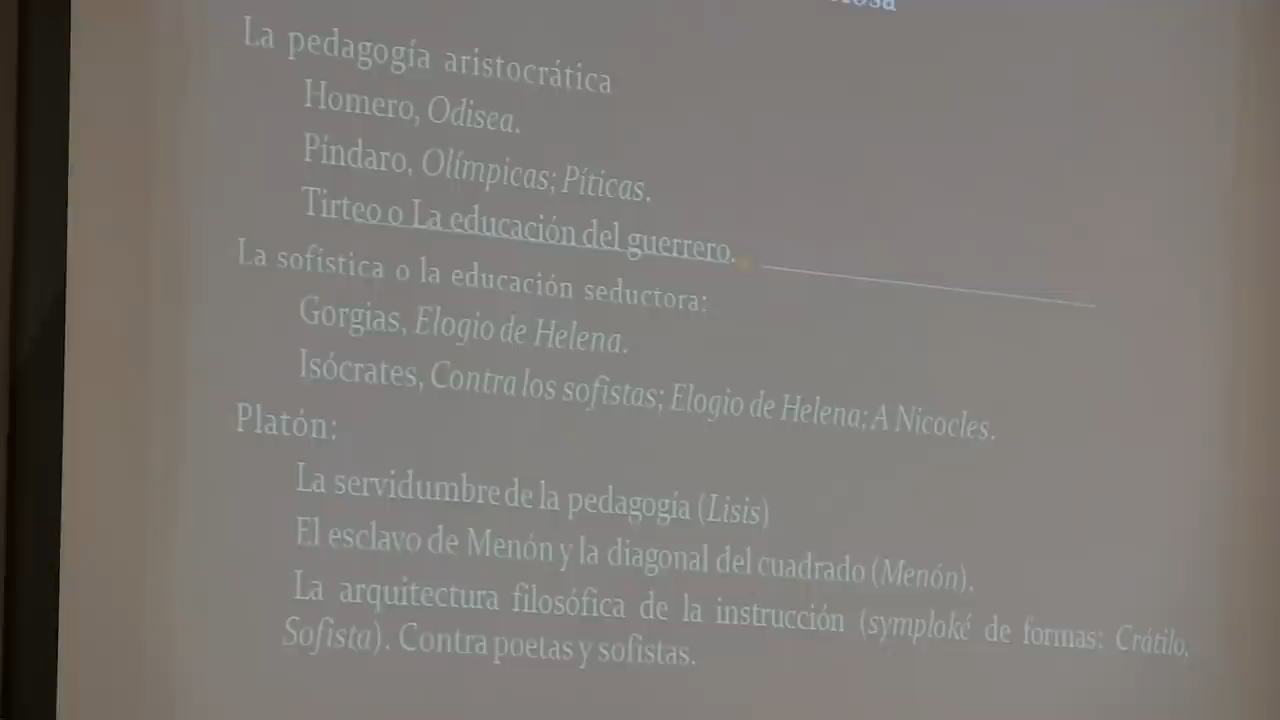 La pedagogía aristocrática
Homero, Odisea.
Píndaro, Olímpicas; Píticas.
Tirteo o La educación del guerrero.
La sofística o la educación seductora:
Gorgias, Elogio de Helena.
Isócrates, Contra los sofistas; Elogio de Helena; A Nicocles.
Platón:
La servidumbre de la pedagogía (Lisis)
El esclavo de Menón y la diagonal del cuadrado (Menón).
La arquitectura filosófica de la instrucción (symploké de formas: Crátilo,
Sofista). Contra poetas y sofistas.